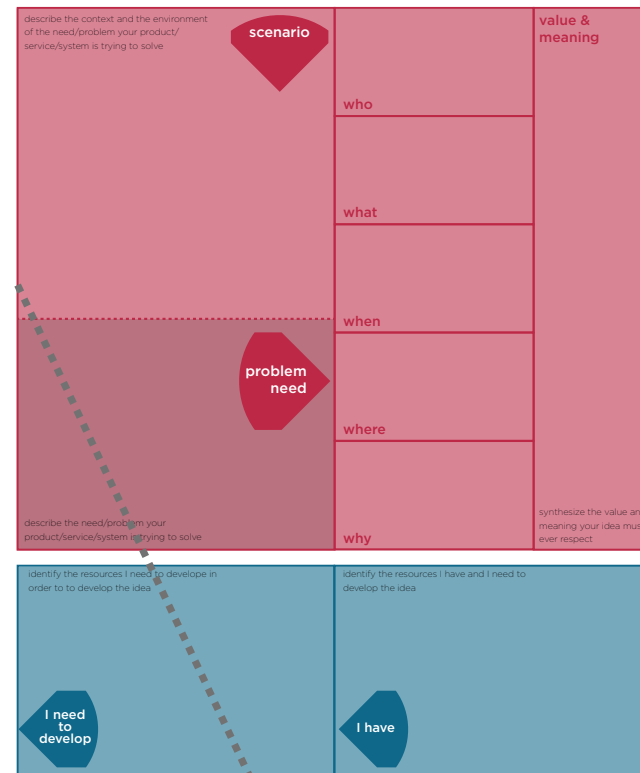 describe the context and the environment
of the need/problem your product/
service/system is trying to solve
scenario
who
what
when
where
why
value &
meaning
problem
need
describe the need/problem your
product/service/system is trying to solve
synthesize the value an
meaning your idea mus
ever respect
identify the resources I need to develope in
order to to develop the idea
I need
to
develop
identify the resources I have and I need to
develop the idea
I have